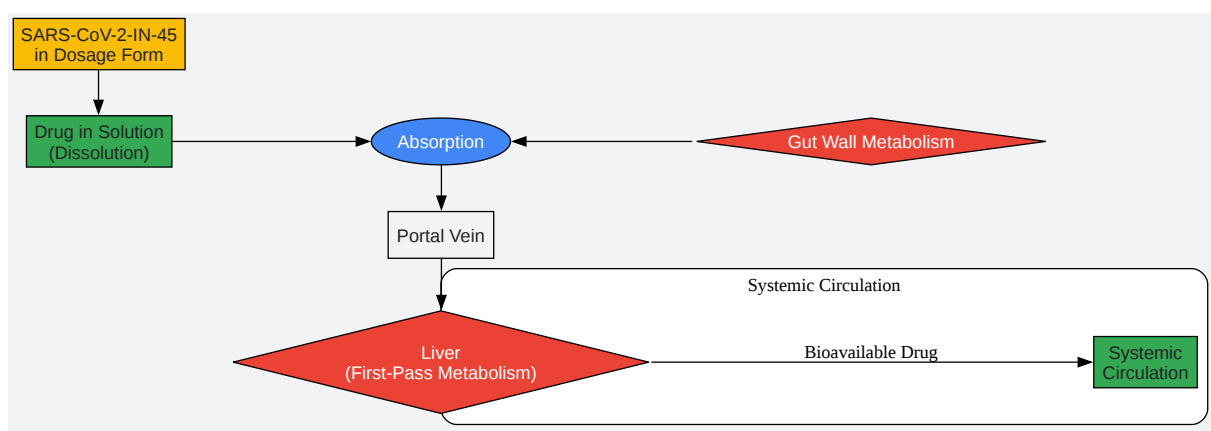 SARS-CoV-2-IN-45
in Dosage Form
Drug in Solution
(Dissolution)
Absorption
Gut Wall Metabolism
Portal Vein
Systemic Circulation
Liver
(First-Pass Metabolism)
Bioavailable Drug
Systemic
Circulation